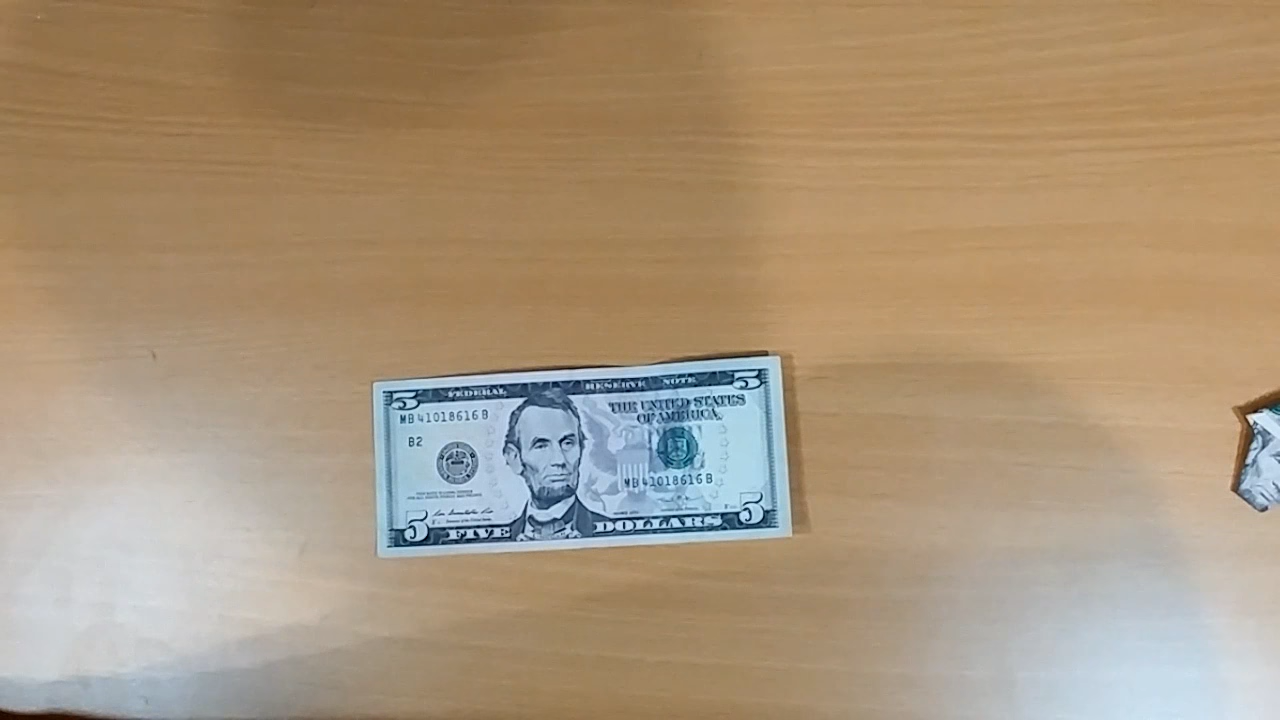 5 FEDERAL RESERVE NOTE 5
THE UNITED STATES
OF AMERICA
MB 41018616 B
B2
MB 41018616 B
5 FIVE DOLLARS 5